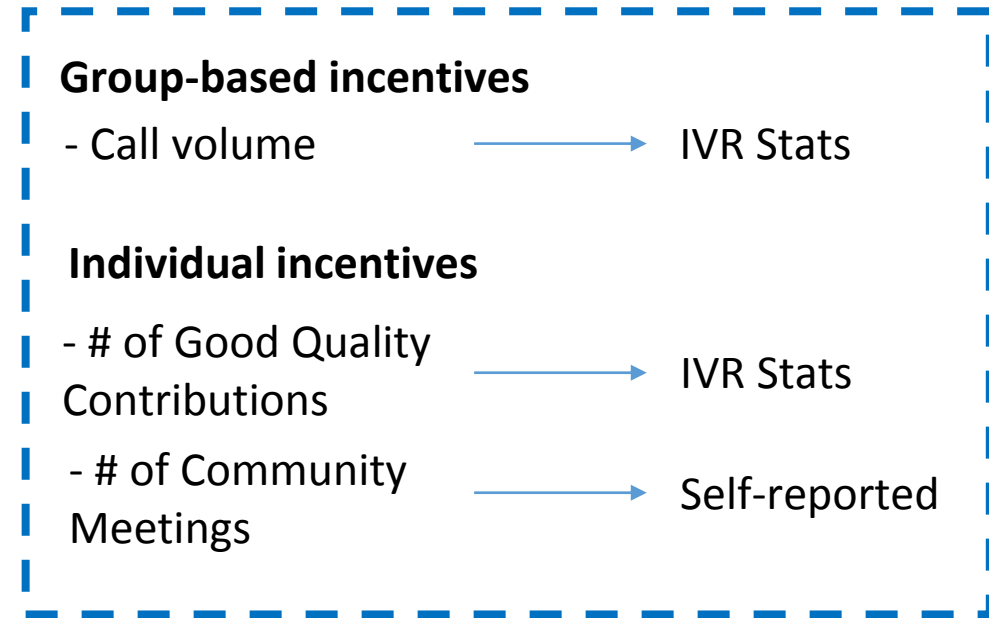 Group-based incentives
- Call volume IVR Stats
Individual incentives
- # of Good Quality
Contributions IVR Stats
- # of Community
Meetings Self-reported